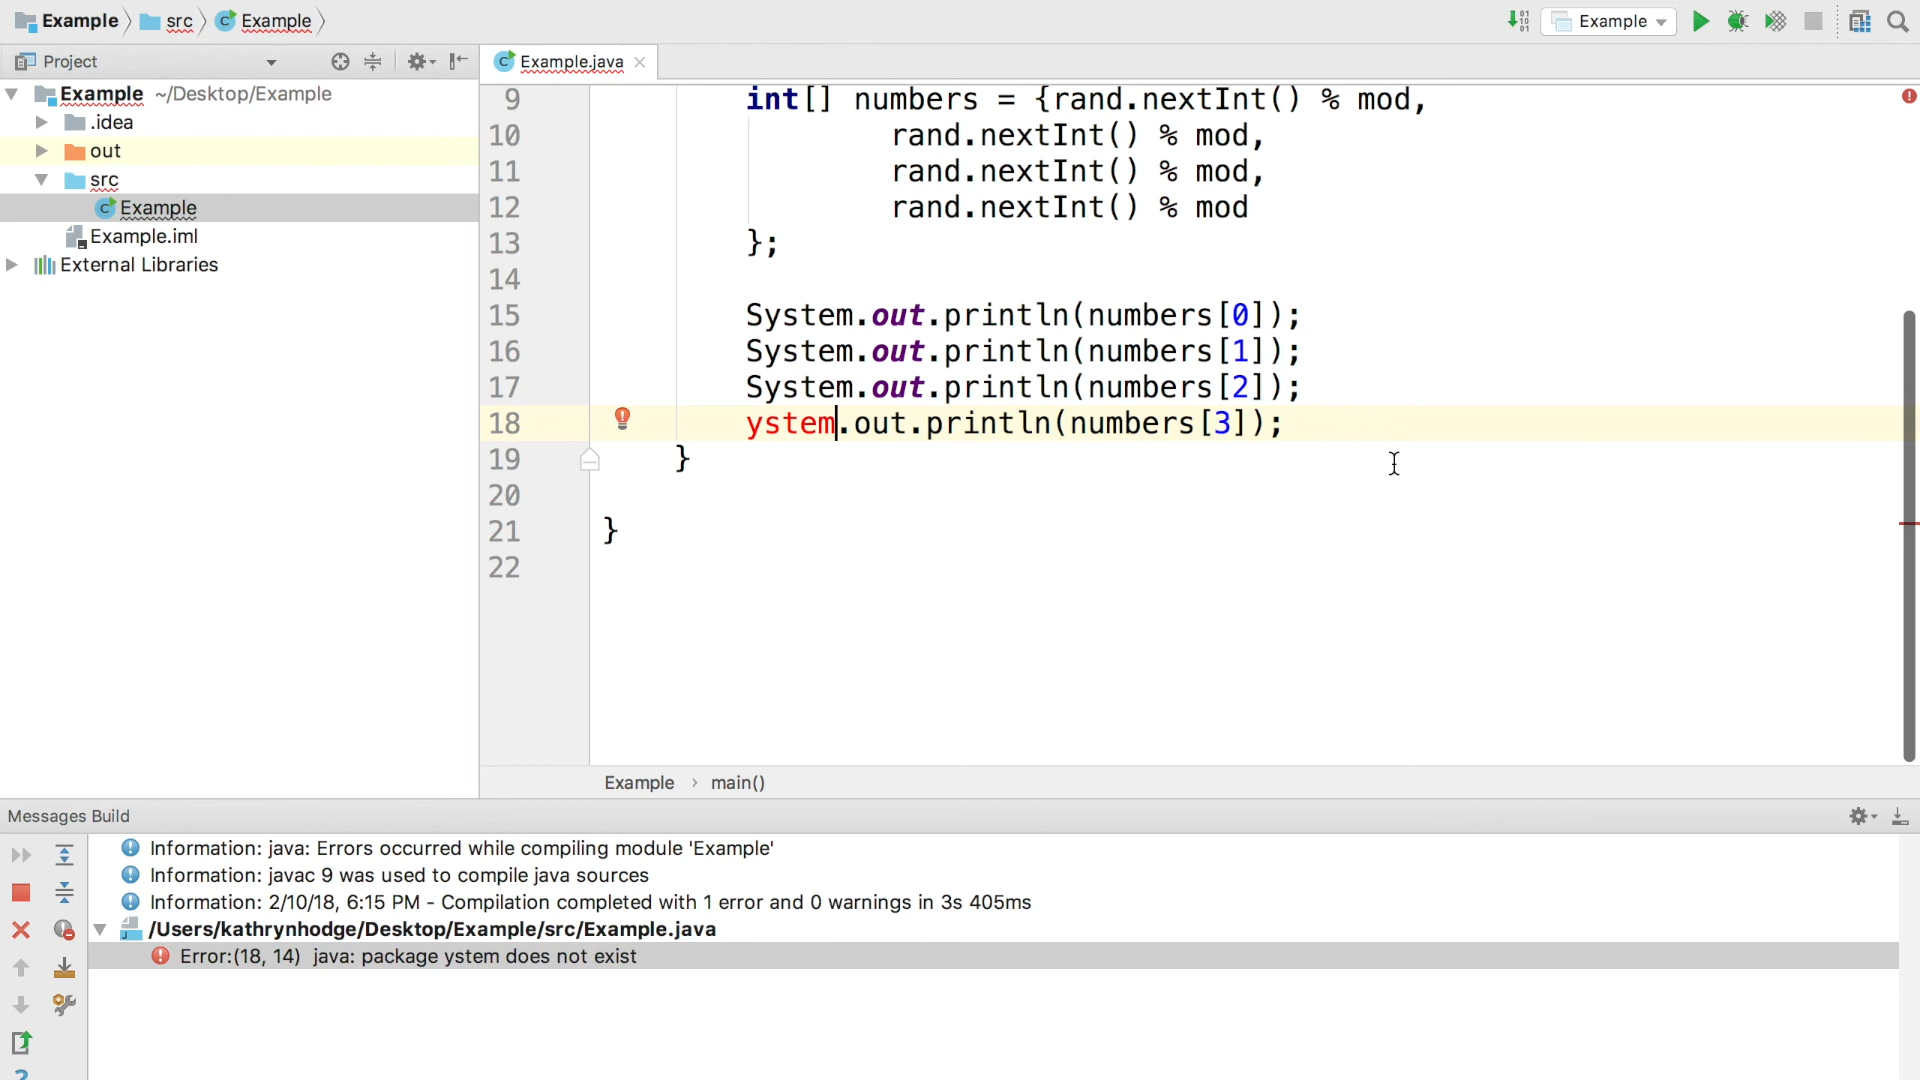 Example src Example
Example
Project
Example.java
Example ~/Desktop/Example
.idea
out
src
Example
Example.iml
External Libraries
9 int[] numbers = {rand.nextInt() % mod,
10 rand.nextInt() % mod,
11 rand.nextInt() % mod,
12 rand.nextInt() % mod
13 };
14
15 System.out.println(numbers[0]);
16 System.out.println(numbers[1]);
17 System.out.println(numbers[2]);
18 ystem.out.println(numbers[3]);
19 }
20
21 }
22
Example › main()
Messages Build
Information: java: Errors occurred while compiling module 'Example'
Information: javac 9 was used to compile java sources
Information: 2/10/18, 6:15 PM - Compilation completed with 1 error and 0 warnings in 3s 405ms
/Users/kathrynhodge/Desktop/Example/src/Example.java
Error:(18, 14) java: package ystem does not exist